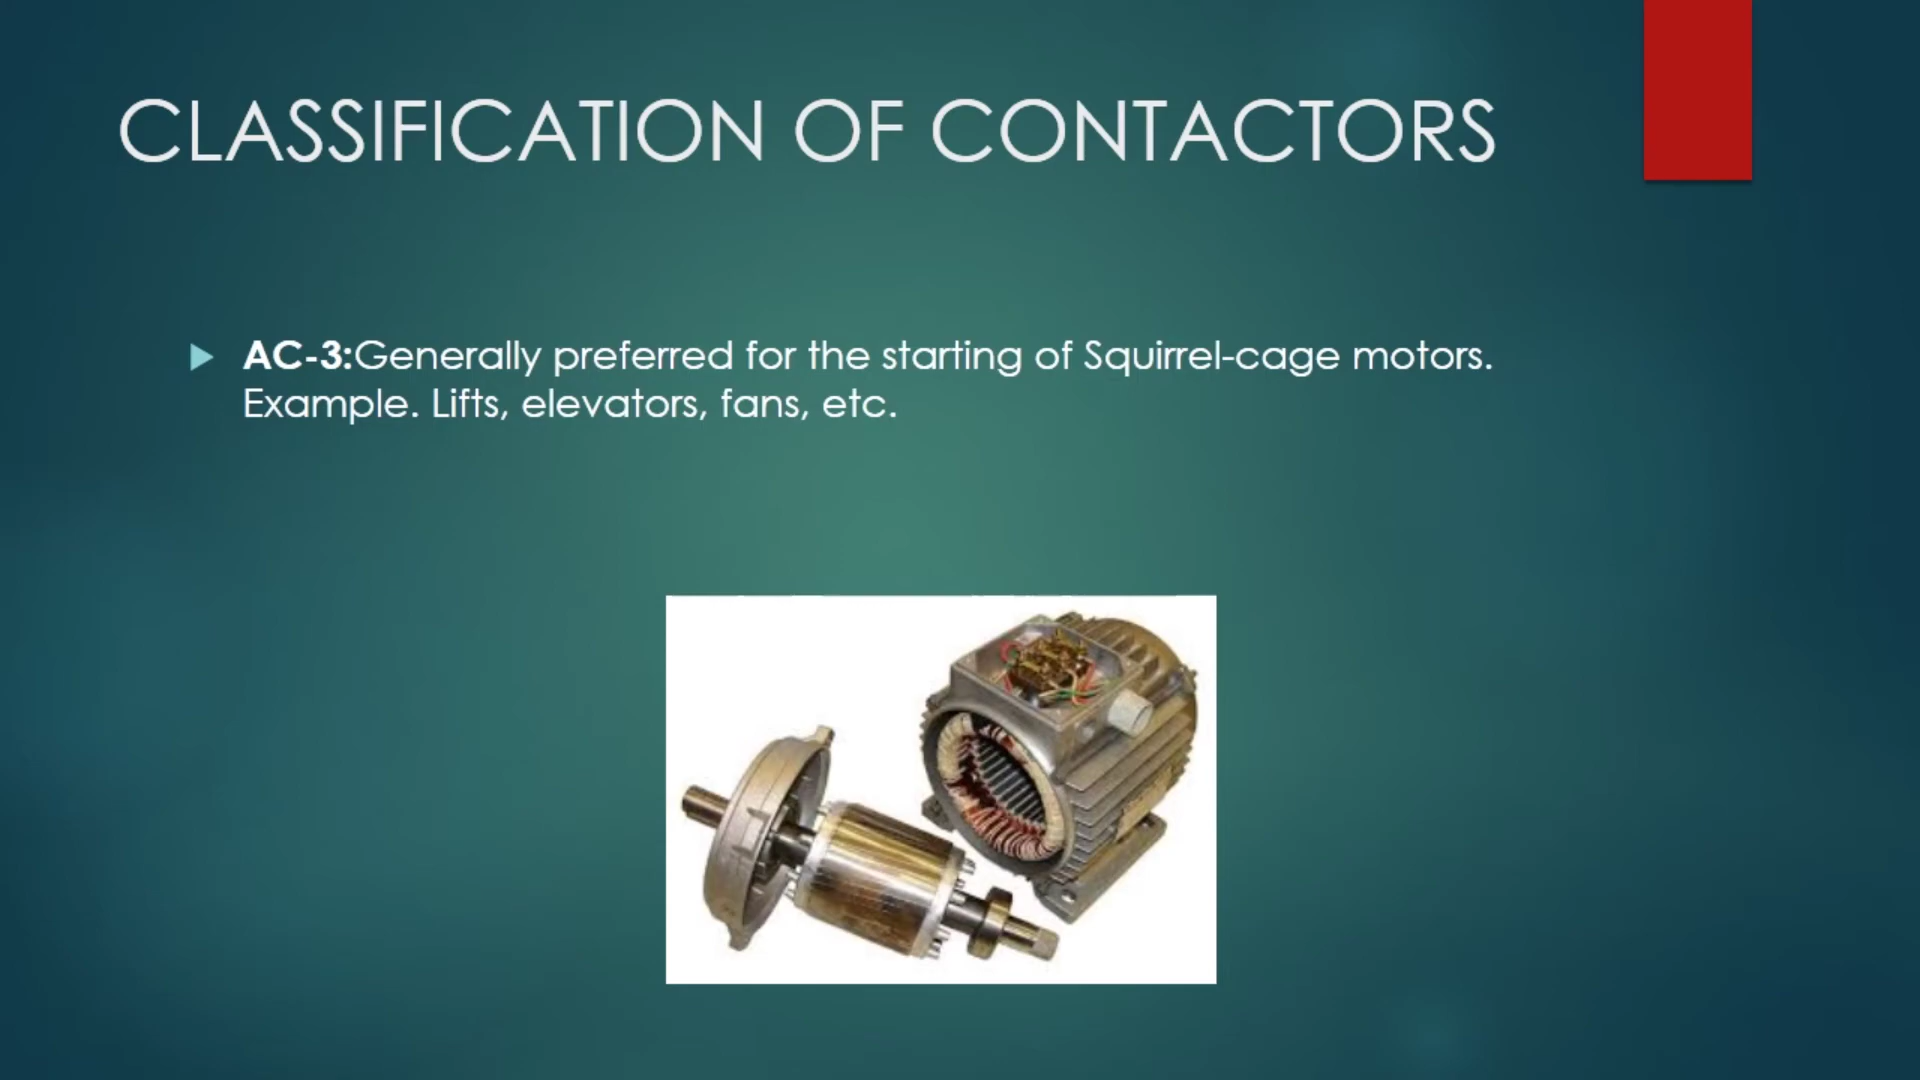 CLASSIFICATION OF CONTACTORS
AC-3:Generally preferred for the starting of Squirrel-cage motors.
Example. Lifts, elevators, fans, etc.